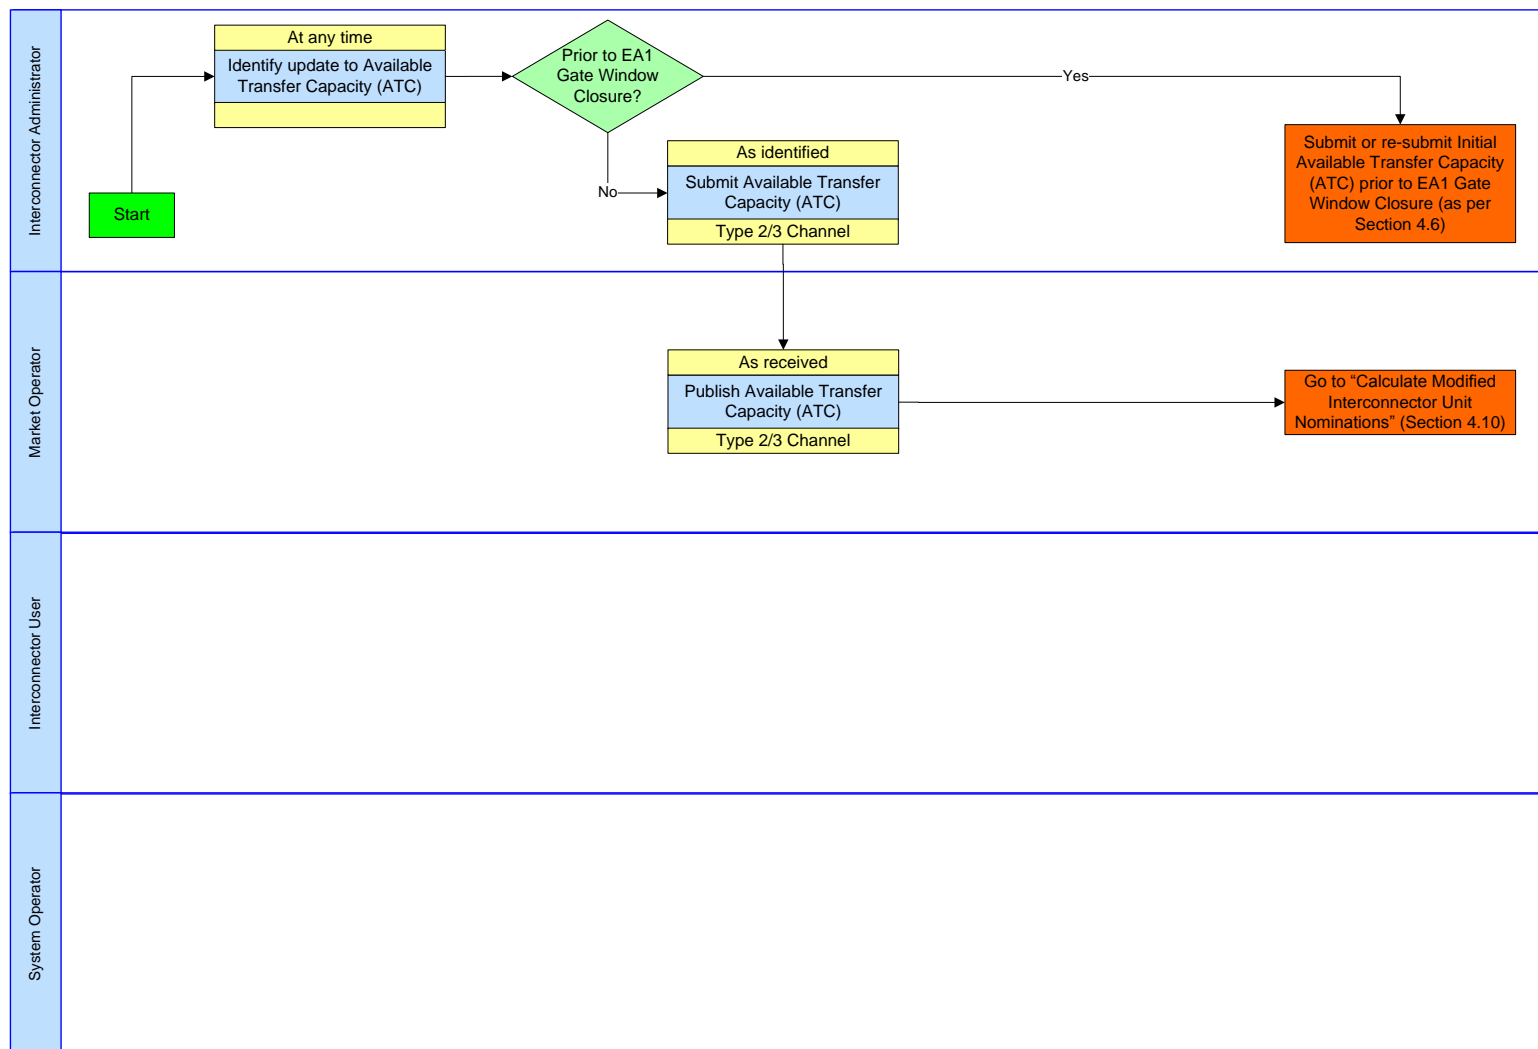 Interconnector Administrator
Start
At any time
Identify update to Available
Transfer Capacity (ATC)
Prior to EA1
Gate Window
Closure?
Yes
No
As identified
Submit Available Transfer
Capacity (ATC)
Type 2/3 Channel
Submit or re-submit Initial
Available Transfer Capacity
(ATC) prior to EA1 Gate
Window Closure (as per
Section 4.6)
Market Operator
As received
Publish Available Transfer
Capacity (ATC)
Type 2/3 Channel
Go to “Calculate Modified
Interconnector Unit
Nominations” (Section 4.10)
Interconnector User
System Operator